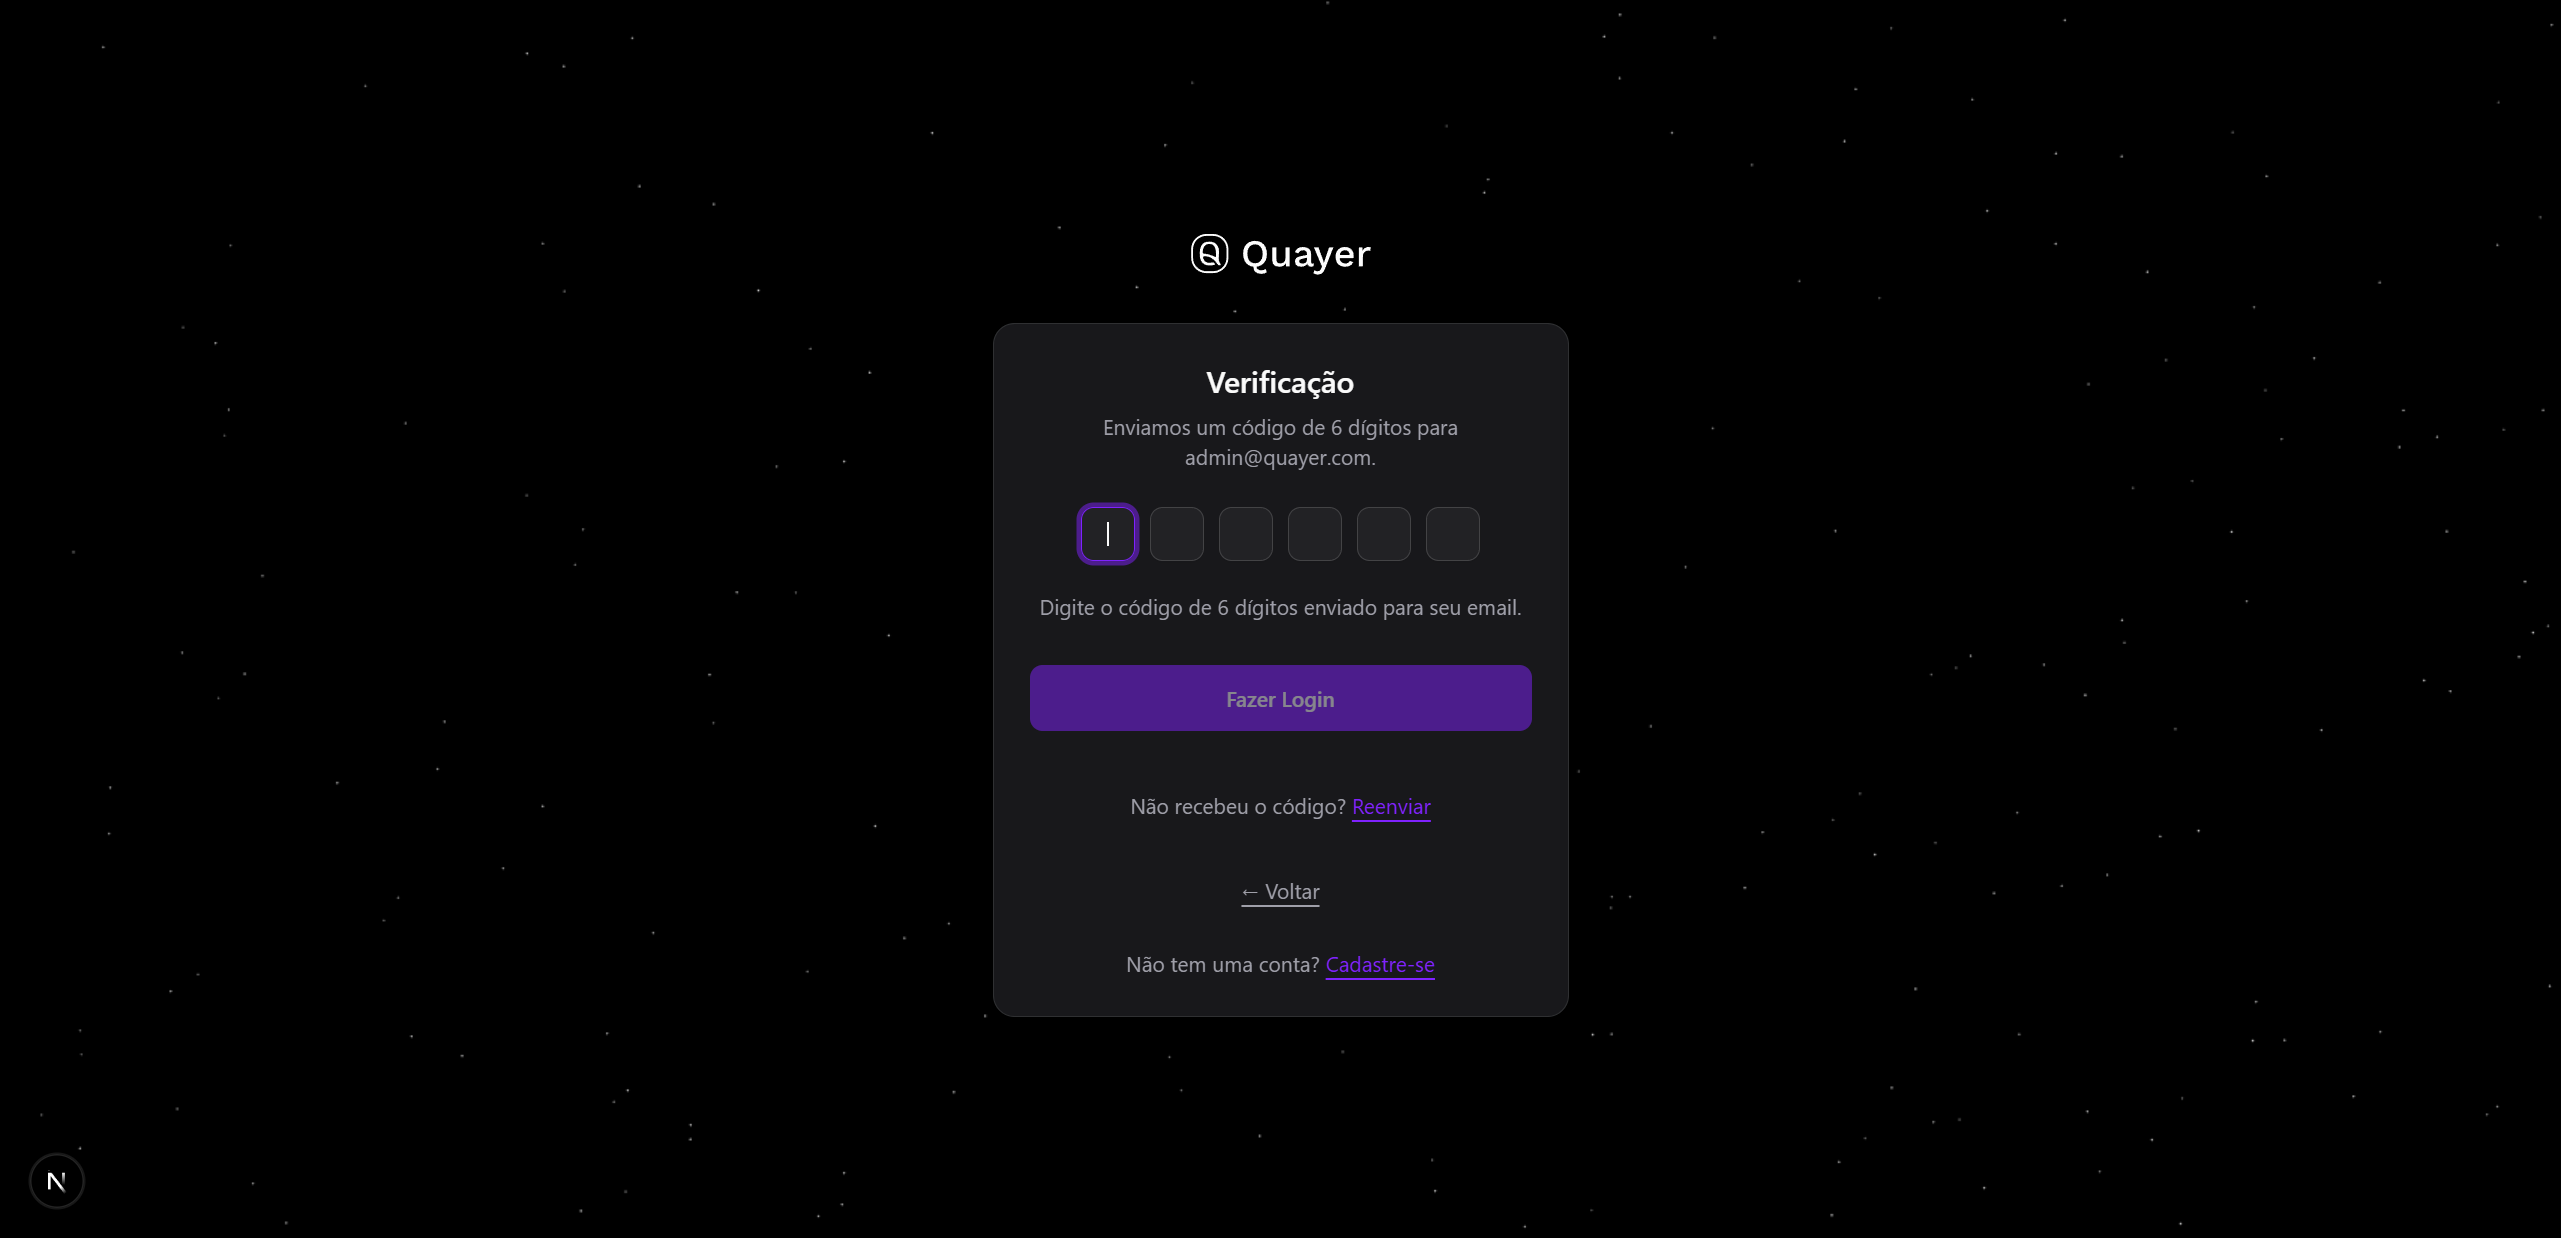 Quayer
Verificação
Enviamos um código de 6 dígitos para
admin@quayer.com.
Digite o código de 6 dígitos enviado para seu email.
Fazer Login
Não recebeu o código? Reenviar
← Voltar
Não tem uma conta? Cadastre-se
N